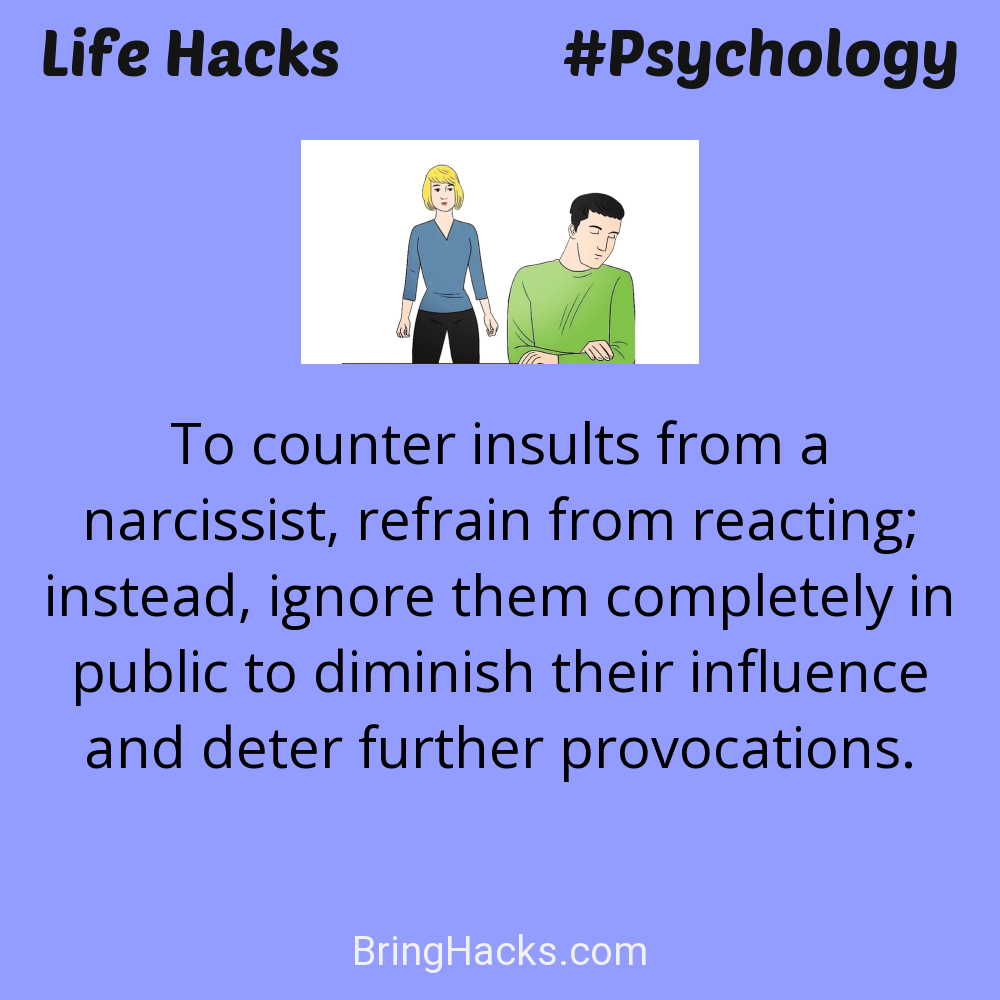 Life Hacks
#Psychology
To counter insults from a
narcissist, refrain from reacting;
instead, ignore them completely in
public to diminish their influence
and deter further provocations.
BringHacks.com